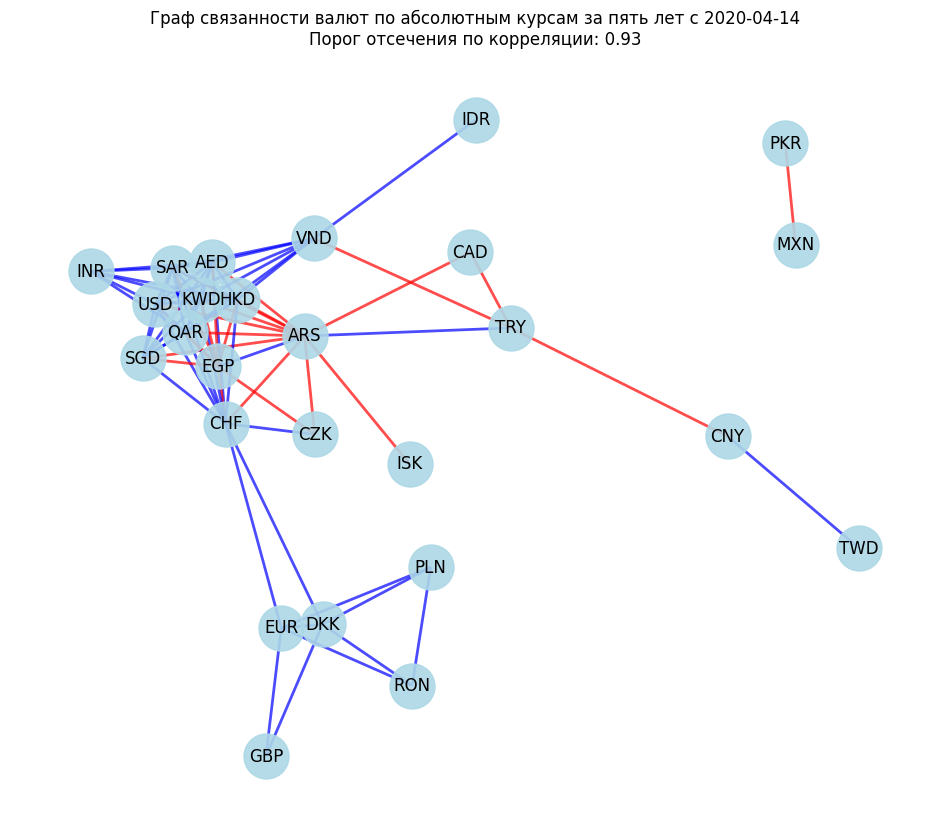 Граф связанности валют по абсолютным курсам за пять лет с 2020-04-14
Порог отсечения по корреляции: 0.93
IDR
PKR
VND
MXN
CAD
AED
SAR
INR
KWD
HKD
USD
TRY
QAR
ARS
SGD
EGP
CHF
CZK
CNY
ISK
TWD
PLN
DKK
EUR
RON
GBP